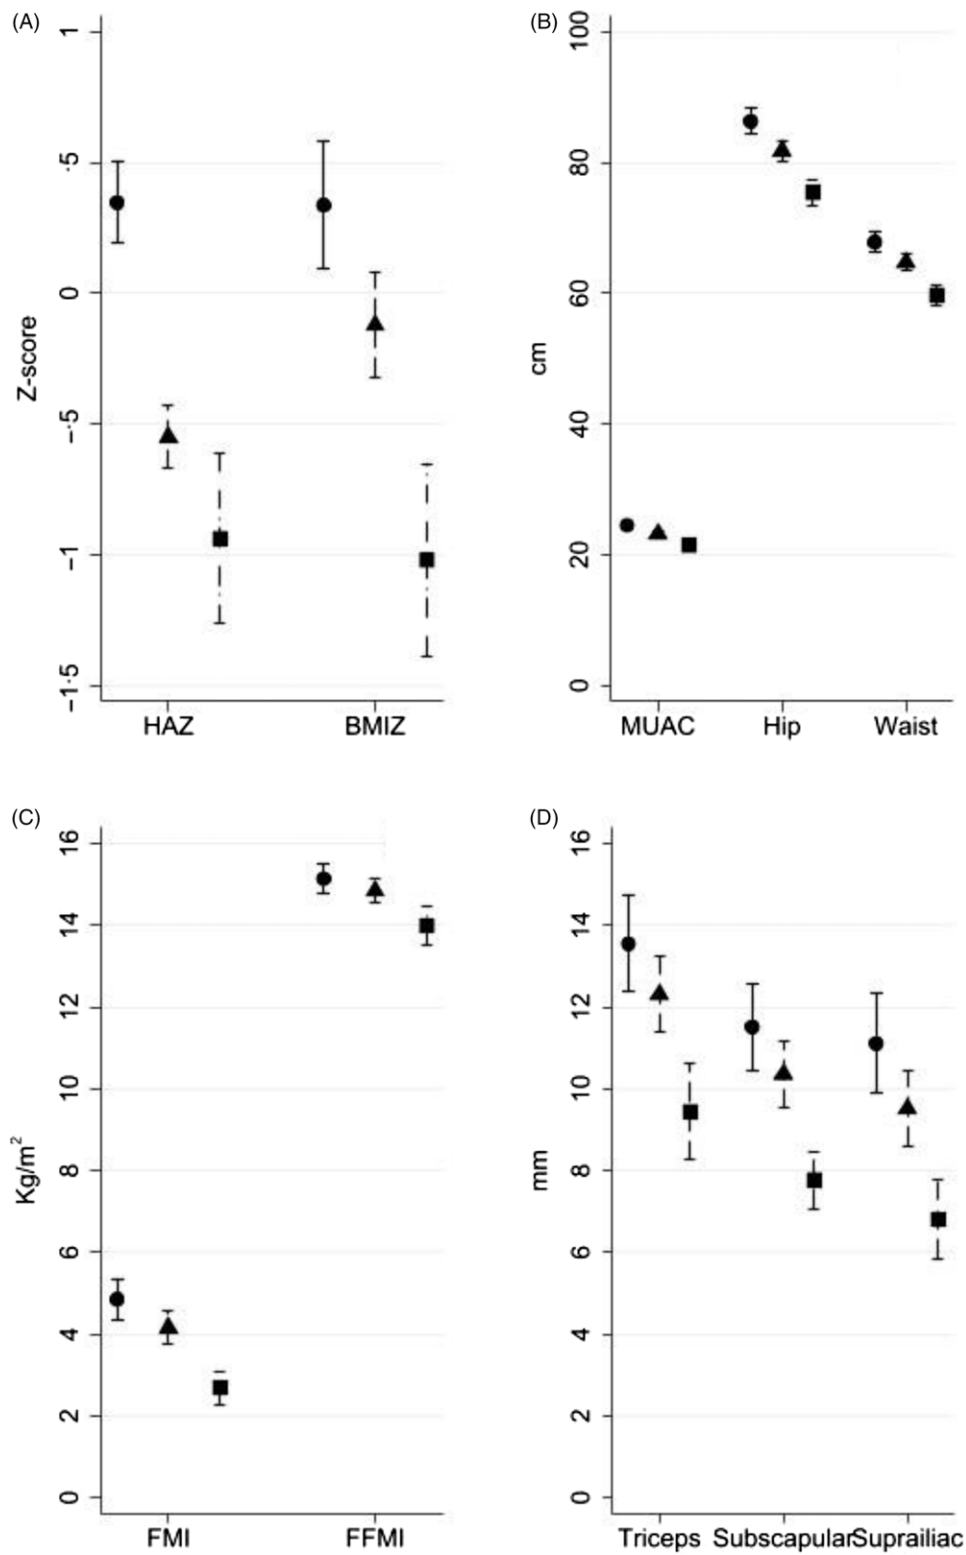 (A)
1
·5
0
−·5
−1
−1·5
Z-score
HAZ BMIZ
(B)
100
80
60
40
20
0
cm
MUAC Hip Waist
(C)
16
14
12
10
8
6
4
2
0
Kg/m²
FMI FFMI
(D)
16
14
12
10
8
6
4
2
0
mm
Triceps Subscapular Suprailiac